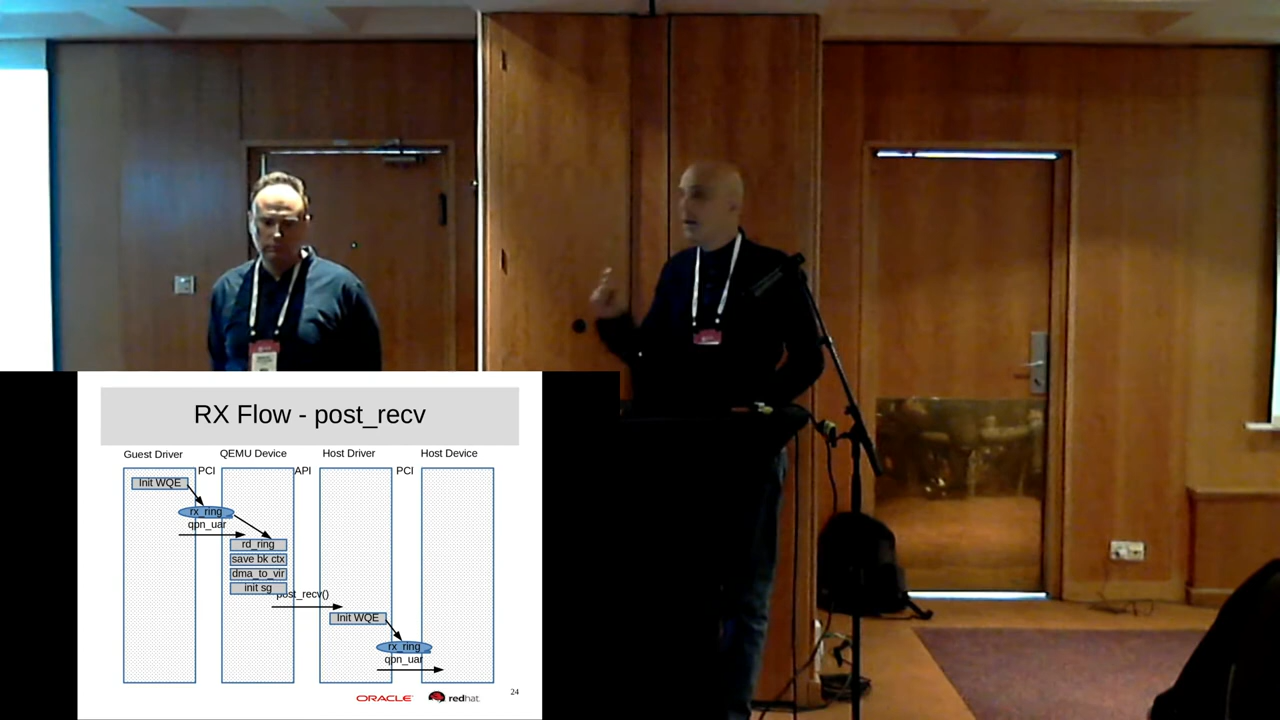 RX Flow - post_recv
Guest Driver
QEMU Device
Host Driver
Host Device
PCI
API
PCI
Init WQE
rx_ring
qpn_uar
rd_ring
save bk ctx
dma_to_vir
init sg
post_recv()
Init WQE
rx_ring
qpn_uar
ORACLE
redhat
24